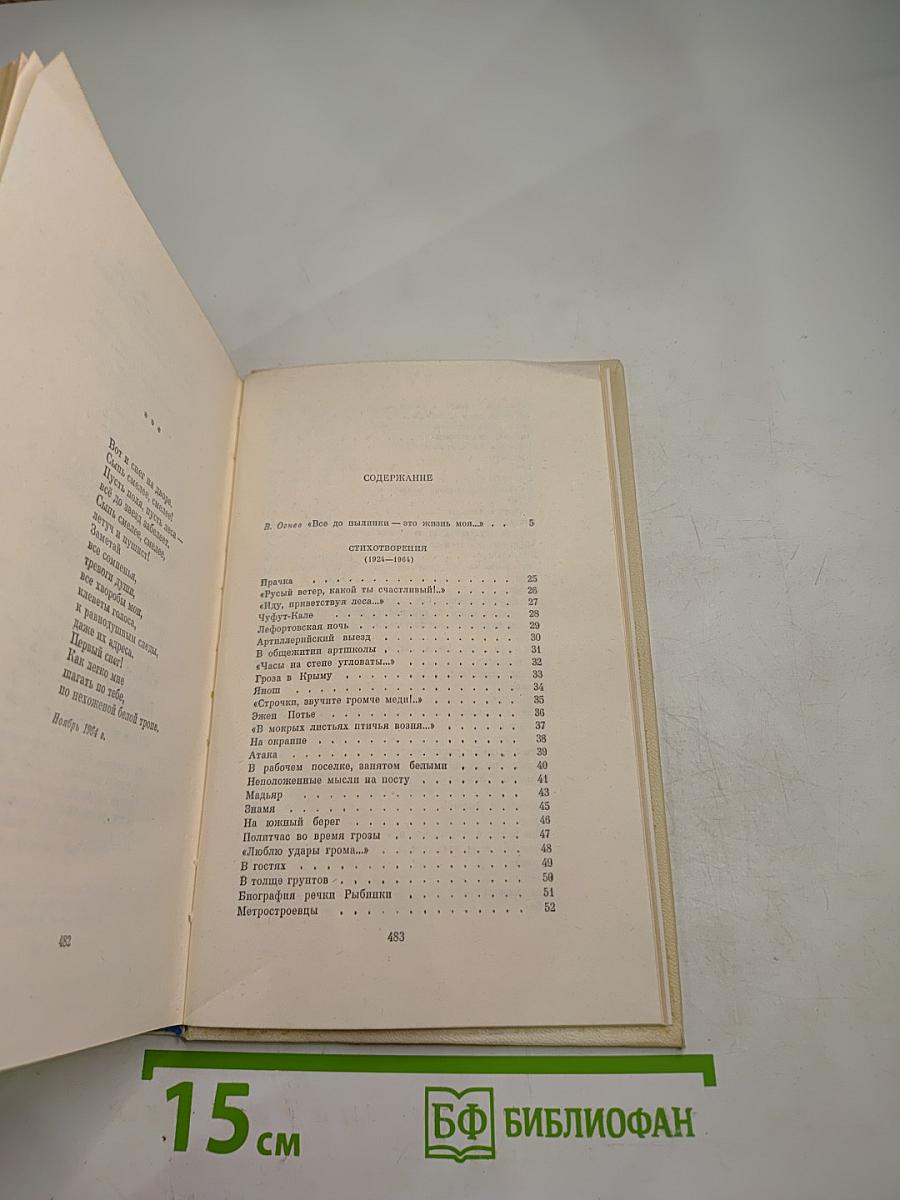 * * *
Вот и снег на дворе.
Сыпь смелее, смелее!
Пусть поля, пусть леса —
всё до звезд забелеет.
Сыпь смелее, смелее,
летуч и пушист!
Заметай
все сомненья,
тревоги души,
все хворобы мои,
клеветы голоса,
к равнодушным следы,
даже их адреса.
Первый снег!
Как легко мне
шагать по тебе,
по нехоженой белой тропе.
Ноябрь 1964 г.
482
СОДЕРЖАНИЕ
В. Огнев «Все до пылинки — это жизнь моя...» . . 5
СТИХОТВОРЕНИЯ
(1924—1964)
Прачка . . . . . . . . . . . . . . 25
«Русый ветер, какой ты счастливый!..» . . . . . 26
«Иду, приветствуя леса...» . . . . . . . . 27
Чуфут-Кале . . . . . . . . . . . . 28
Лефортовская ночь . . . . . . . . . . 29
Артиллерийский выезд . . . . . . . . . 30
В общежитии артшколы . . . . . . . . . 31
«Часы на стене угловаты...» . . . . . . . . 32
Гроза в Крыму . . . . . . . . . . . 33
Янош . . . . . . . . . . . . . . 34
«Строчки, звучите громче меди!..» . . . . . . 35
Эжен Потье . . . . . . . . . . . . 36
«В мокрых листьях птичья возня...» . . . . . . 37
На окраине . . . . . . . . . . . . 38
Атака . . . . . . . . . . . . . . 39
В рабочем поселке, занятом белыми . . . . . 40
Неположенные мысли на посту . . . . . . . 41
Мадьяр . . . . . . . . . . . . . 43
Знамя . . . . . . . . . . . . . . 45
На южный берег . . . . . . . . . . . 46
Политчас во время грозы . . . . . . . . 47
«Люблю удары грома...» . . . . . . . . . 48
В гостях . . . . . . . . . . . . . 49
В толще грунтов . . . . . . . . . . . 50
Биография речки Рыбинки . . . . . . . . 51
Метростроевцы . . . . . . . . . . . 52
483
15 см
БФ БИБЛИОФАН